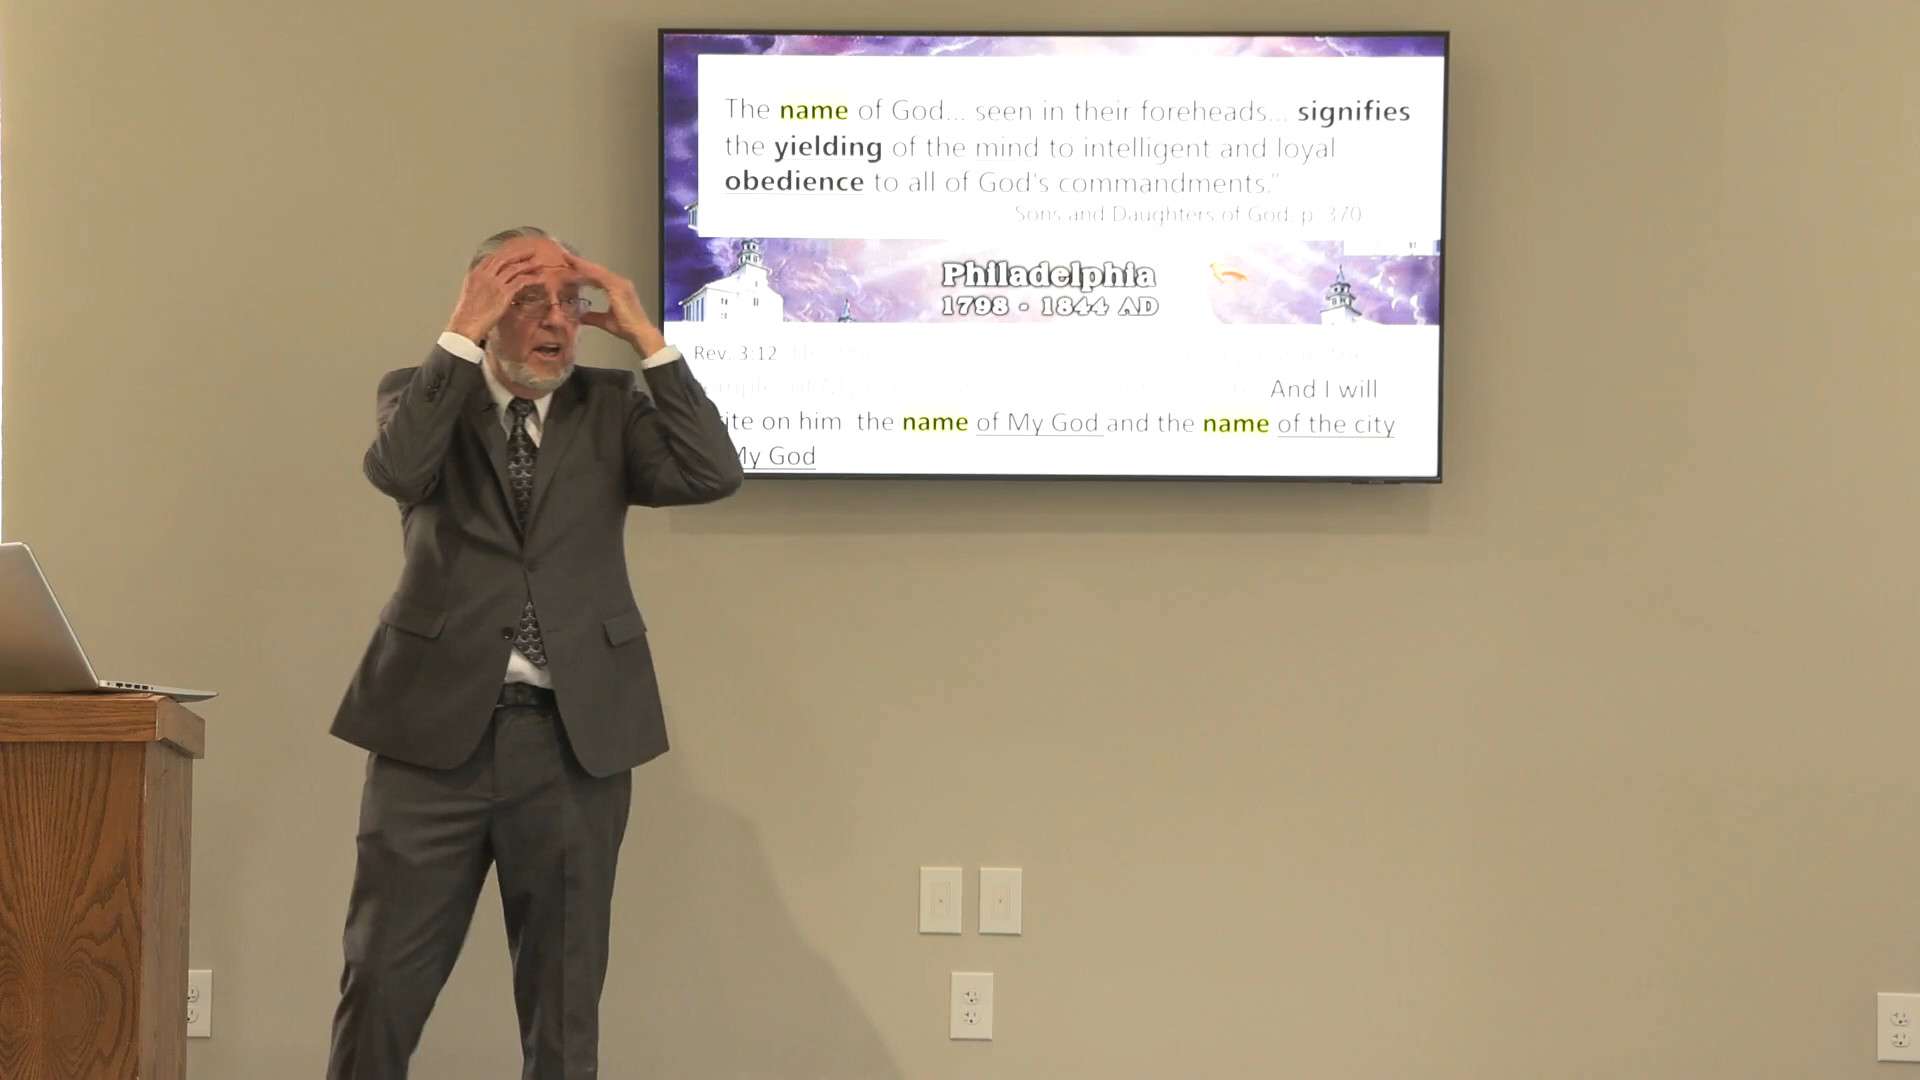 The name of God... seen in their foreheads... signifies
the yielding of the mind to intelligent and loyal
obedience to all of God's commandments."
Sons and Daughters of God, p. 370
Philadelphia
1798 - 1844 AD
Rev. 3:12
And I will
ite on him the name of My God and the name of the city
My God